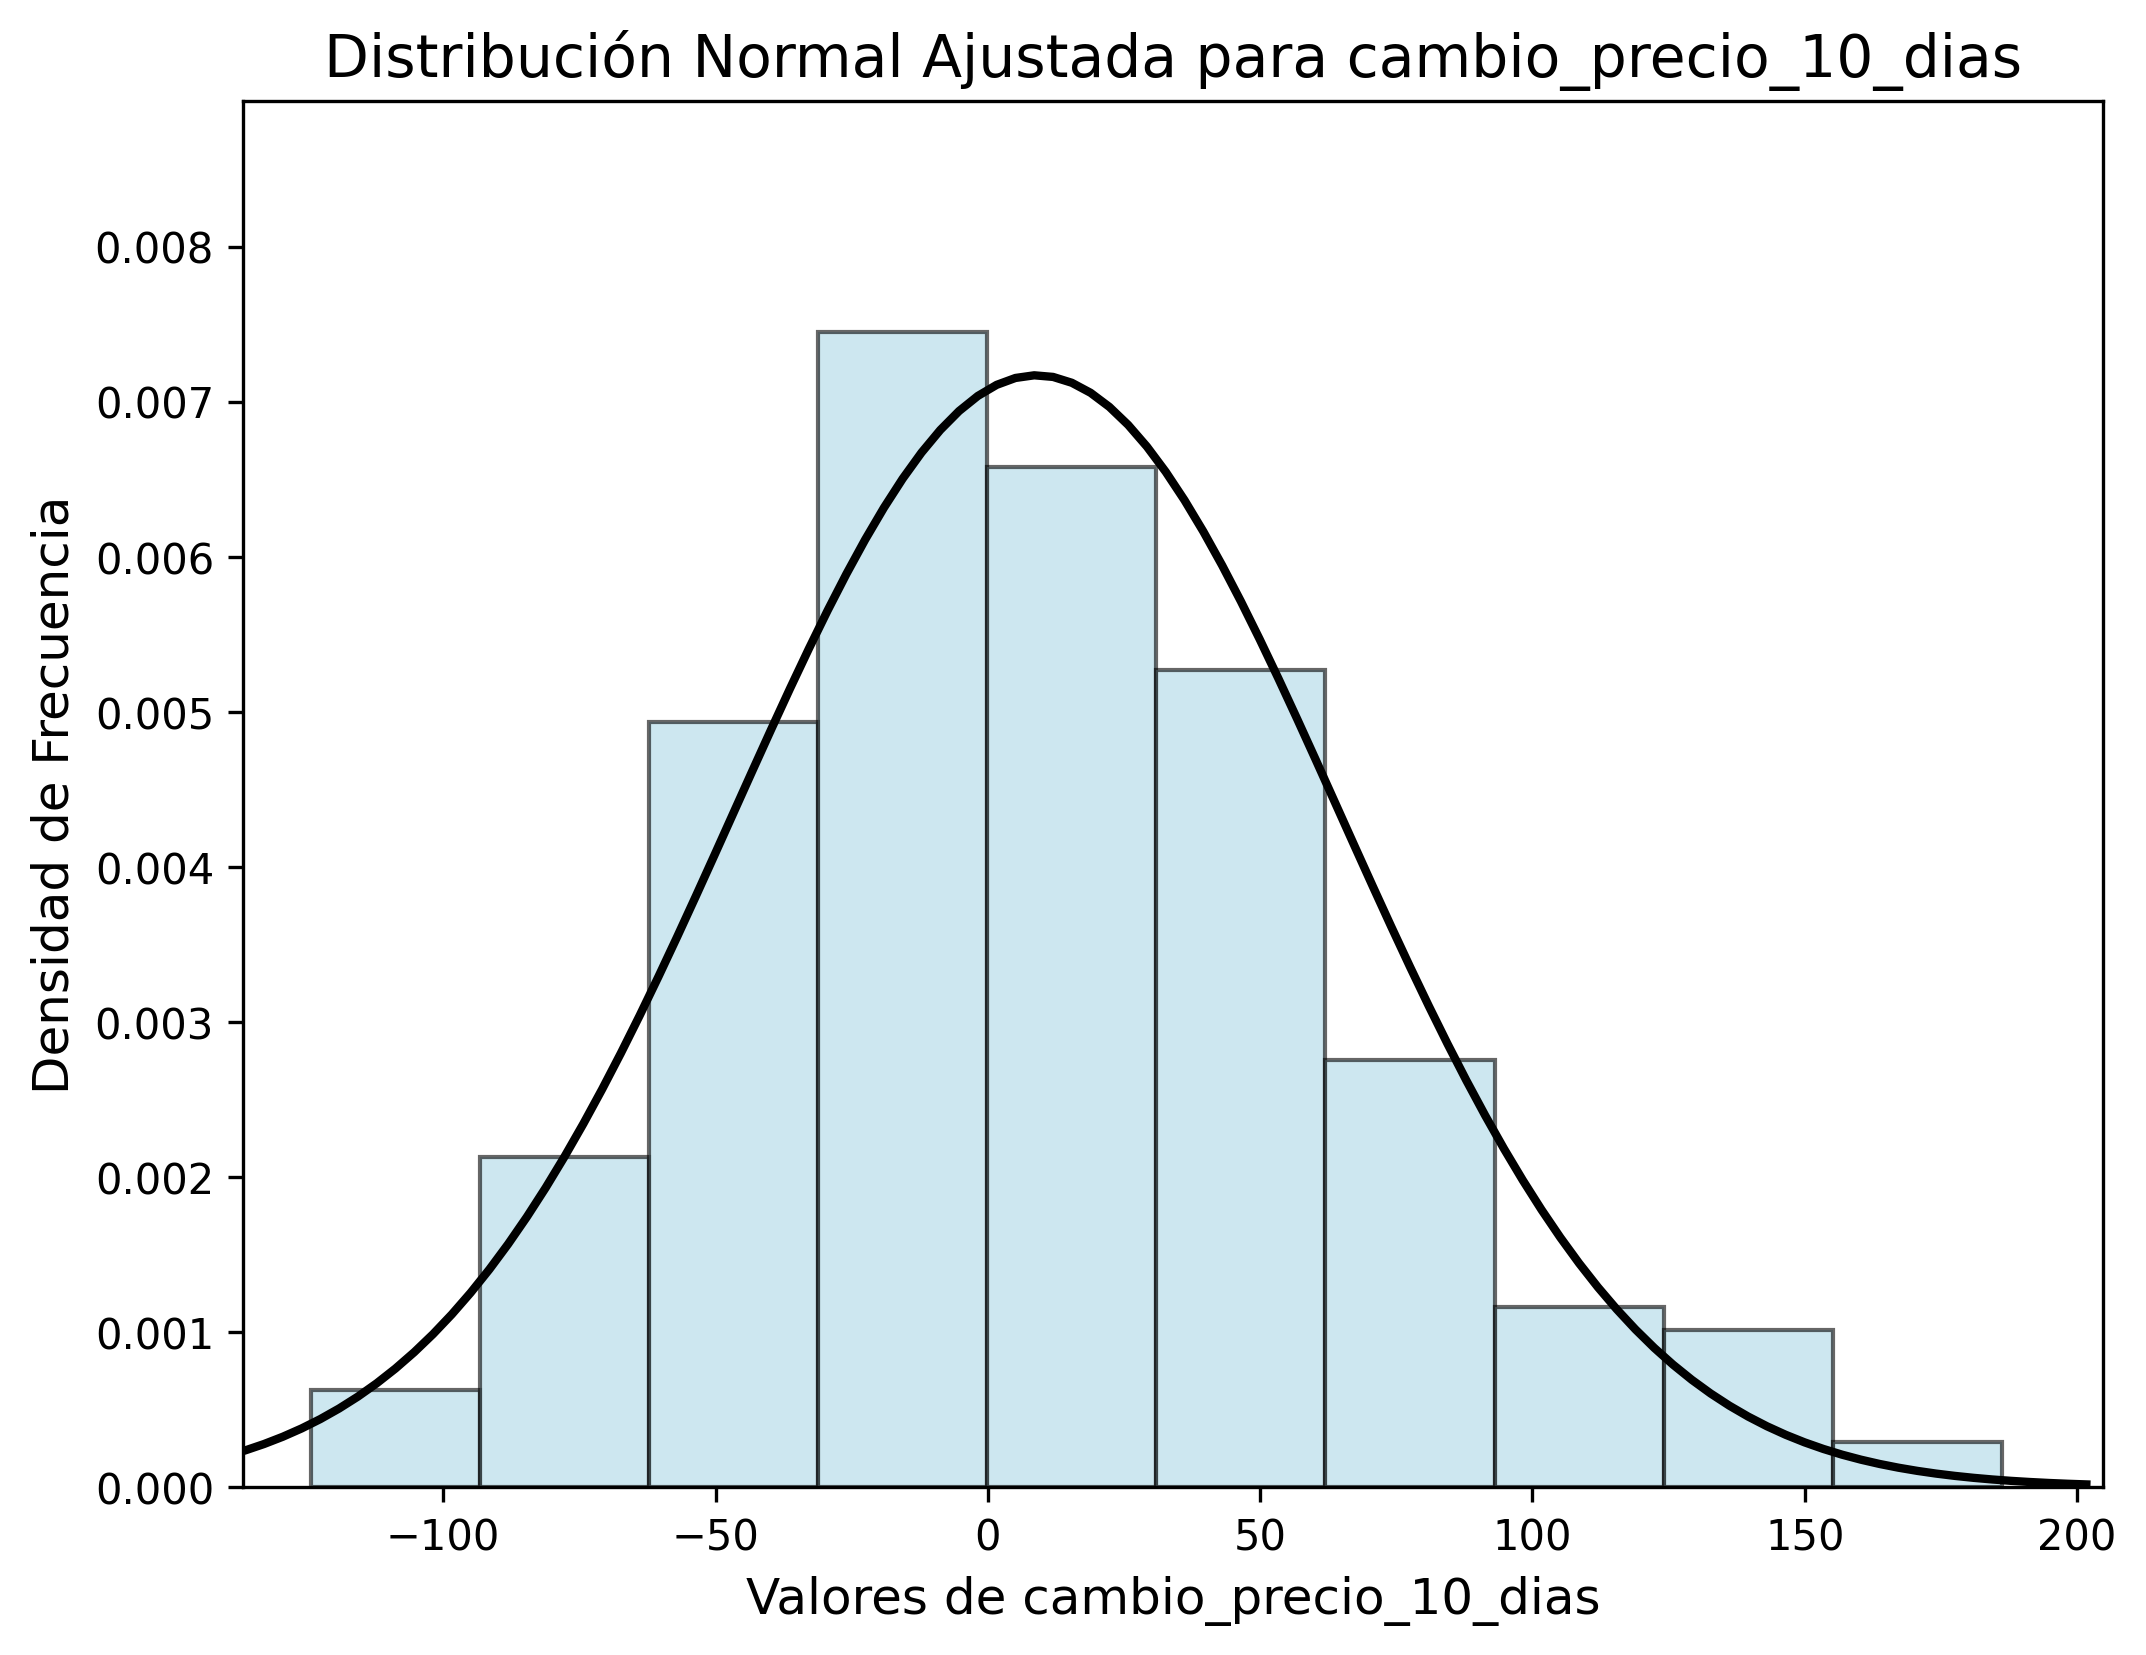 Distribución Normal Ajustada para cambio_precio_10_dias
Densidad de Frecuencia
0.008
0.007
0.006
0.005
0.004
0.003
0.002
0.001
0.000
−100 −50 0 50 100 150 200
Valores de cambio_precio_10_dias